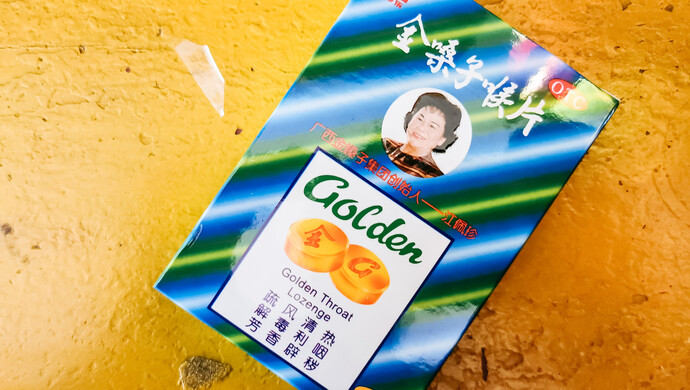 金嗓子喉片
OTC
广西金嗓子集团创始人——江佩珍
Golden
金 G
Golden Throat
Lozenge
疏风清热
解毒利咽
芳香辟秽